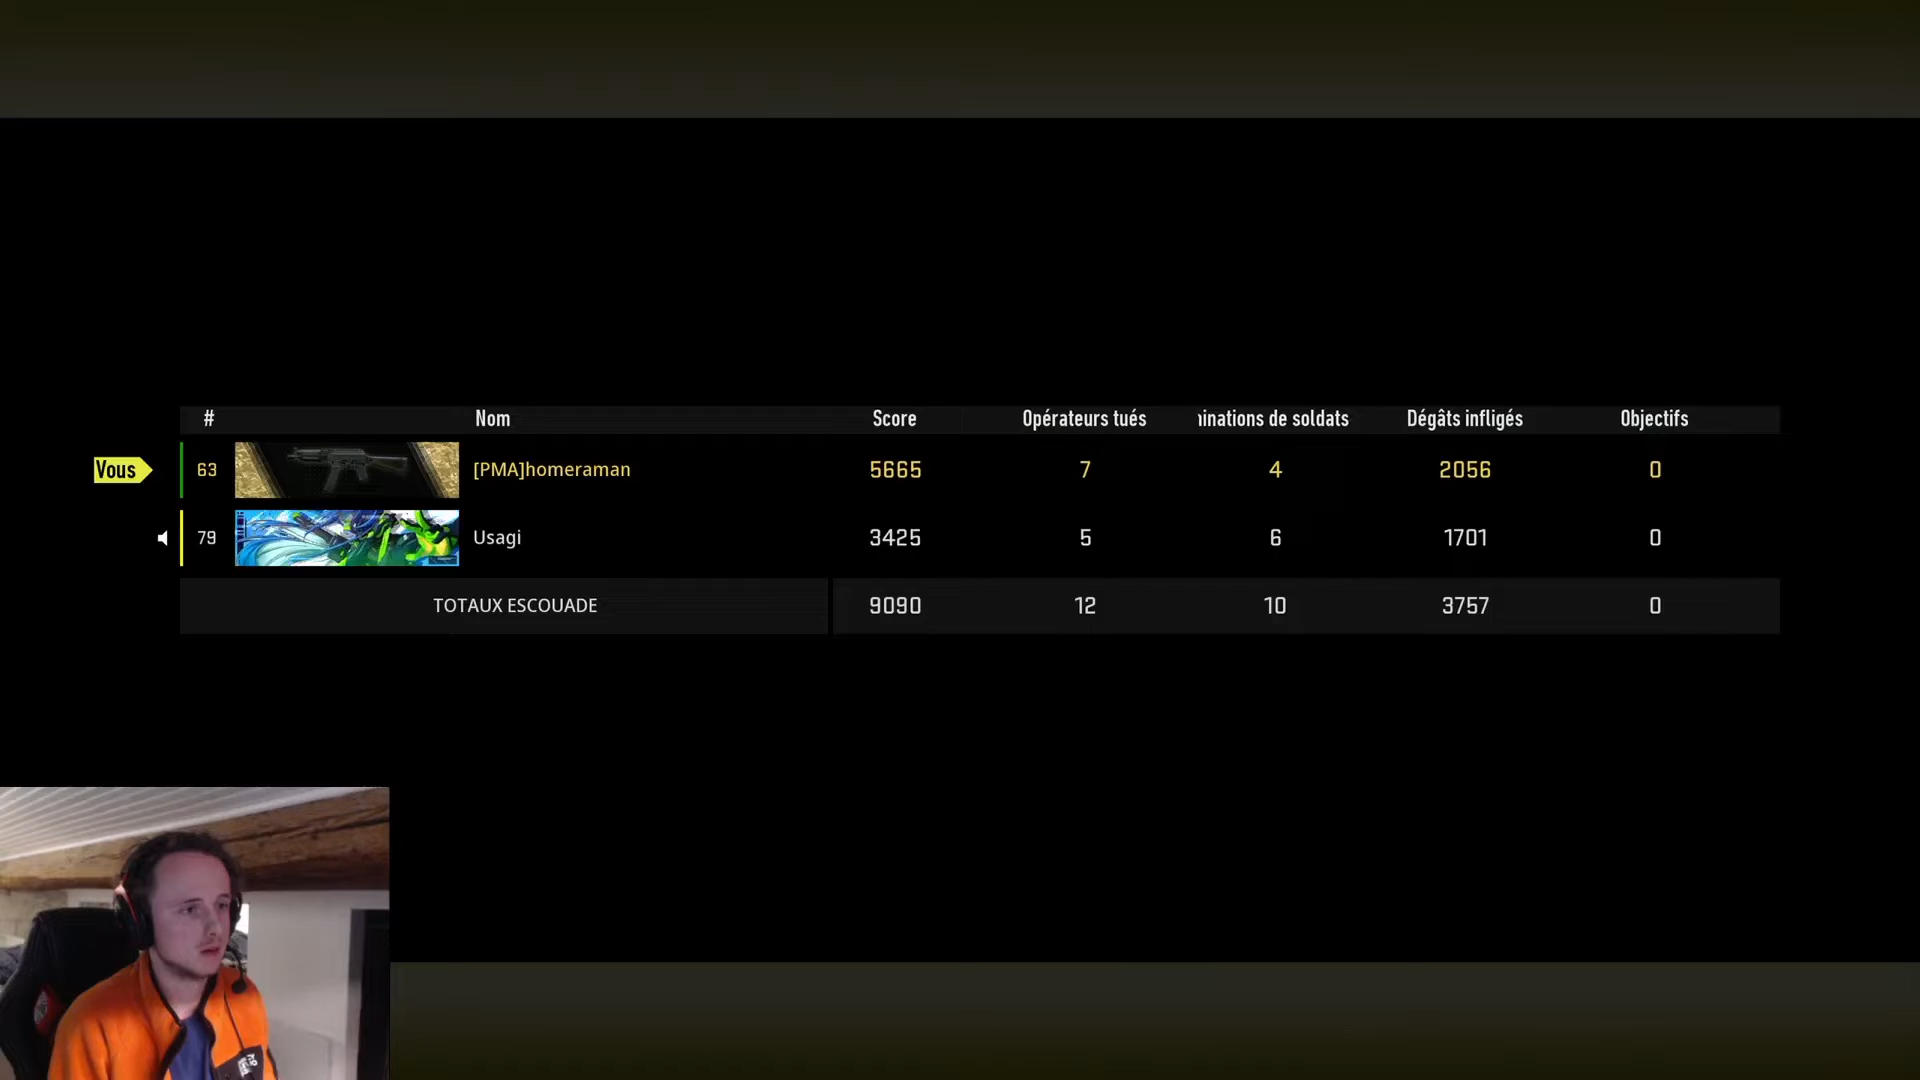 # Nom Score Opérateurs tués inations de soldats Dégâts infligés Objectifs
Vous 63 [PMA]homeraman 5665 7 4 2056 0
79 Usagi 3425 5 6 1701 0
TOTAUX ESCOUADE 9090 12 10 3757 0